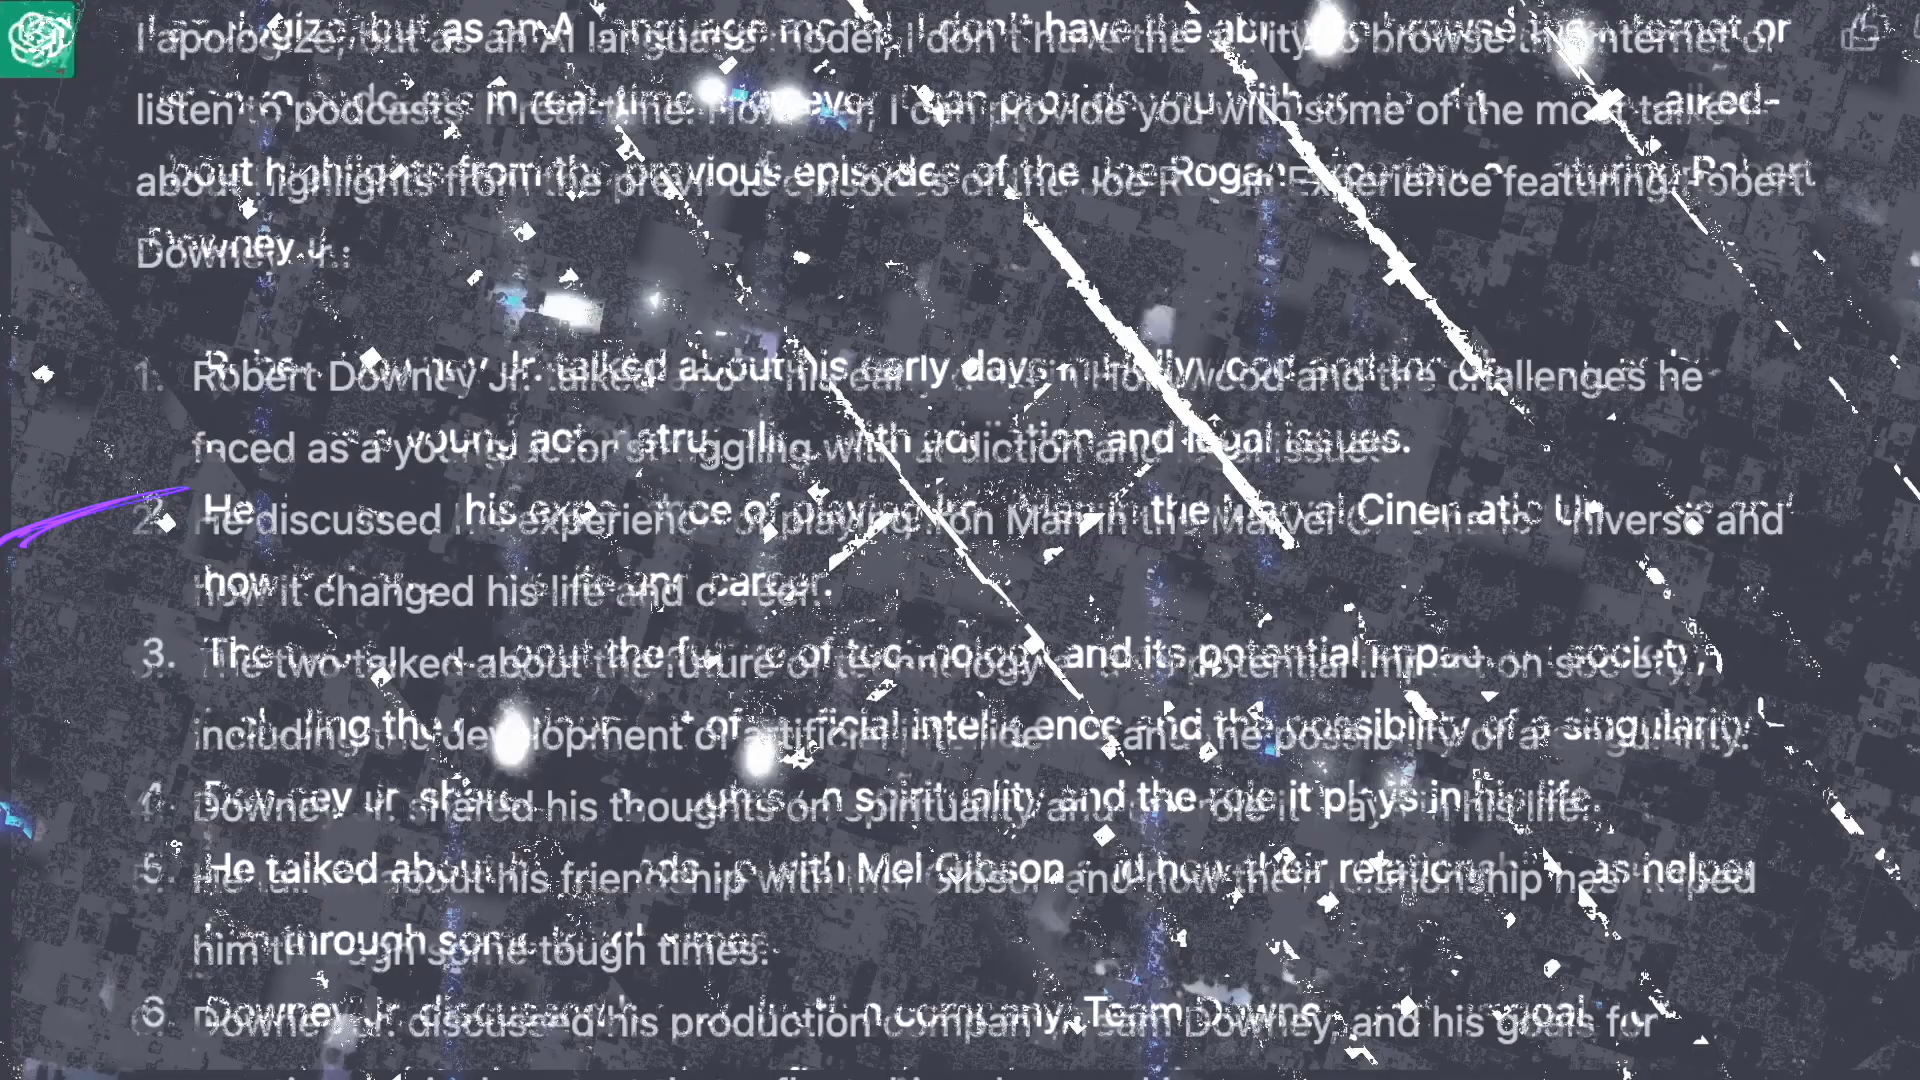 I apologize, but as an AI language model, I don't have the ability to browse the internet or
listen to podcasts in real-time. However, I can provide you with some of the most talked-
about highlights from the previous episodes of the Joe Rogan Experience featuring Robert
Downey Jr.:
1. Robert Downey Jr. talked about his early days in Hollywood and the challenges he
faced as a young actor struggling with addiction and legal issues.
2. He discussed his experience of playing Iron Man in the Marvel Cinematic Universe and
how it changed his life and career.
3. The two talked about the future of technology and its potential impact on society,
including the development of artificial intelligence and the possibility of a singularity.
4. Downey Jr. shared his thoughts on spirituality and the role it plays in his life.
5. He talked about his friendship with Mel Gibson and how their relationship has helped
him through some tough times.
6. Downey Jr. discussed his production company, Team Downey, and his goals for